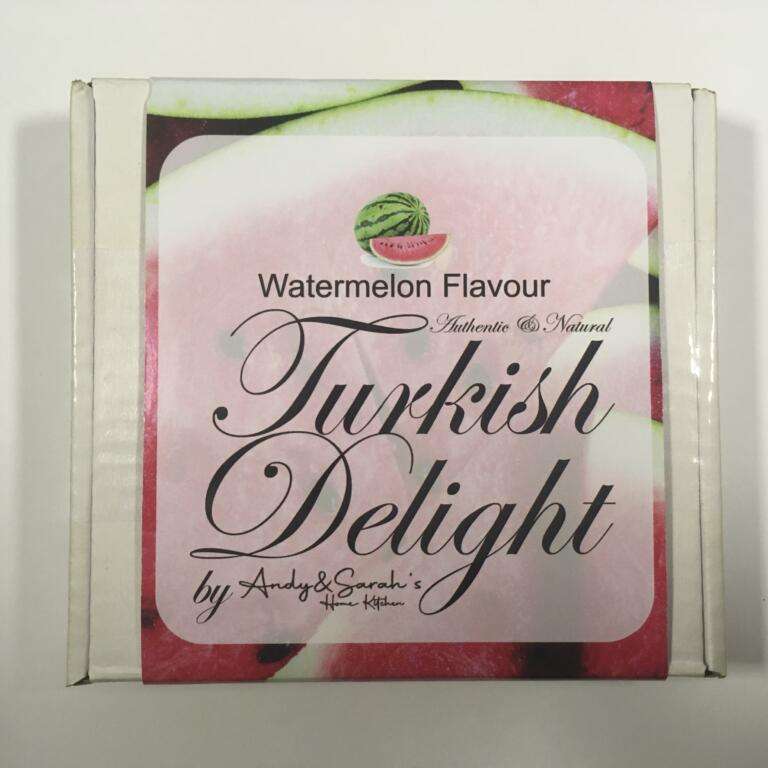 Watermelon Flavour
Authentic & Natural
Turkish
Delight
by Andy&Sarah's
Home Kitchen